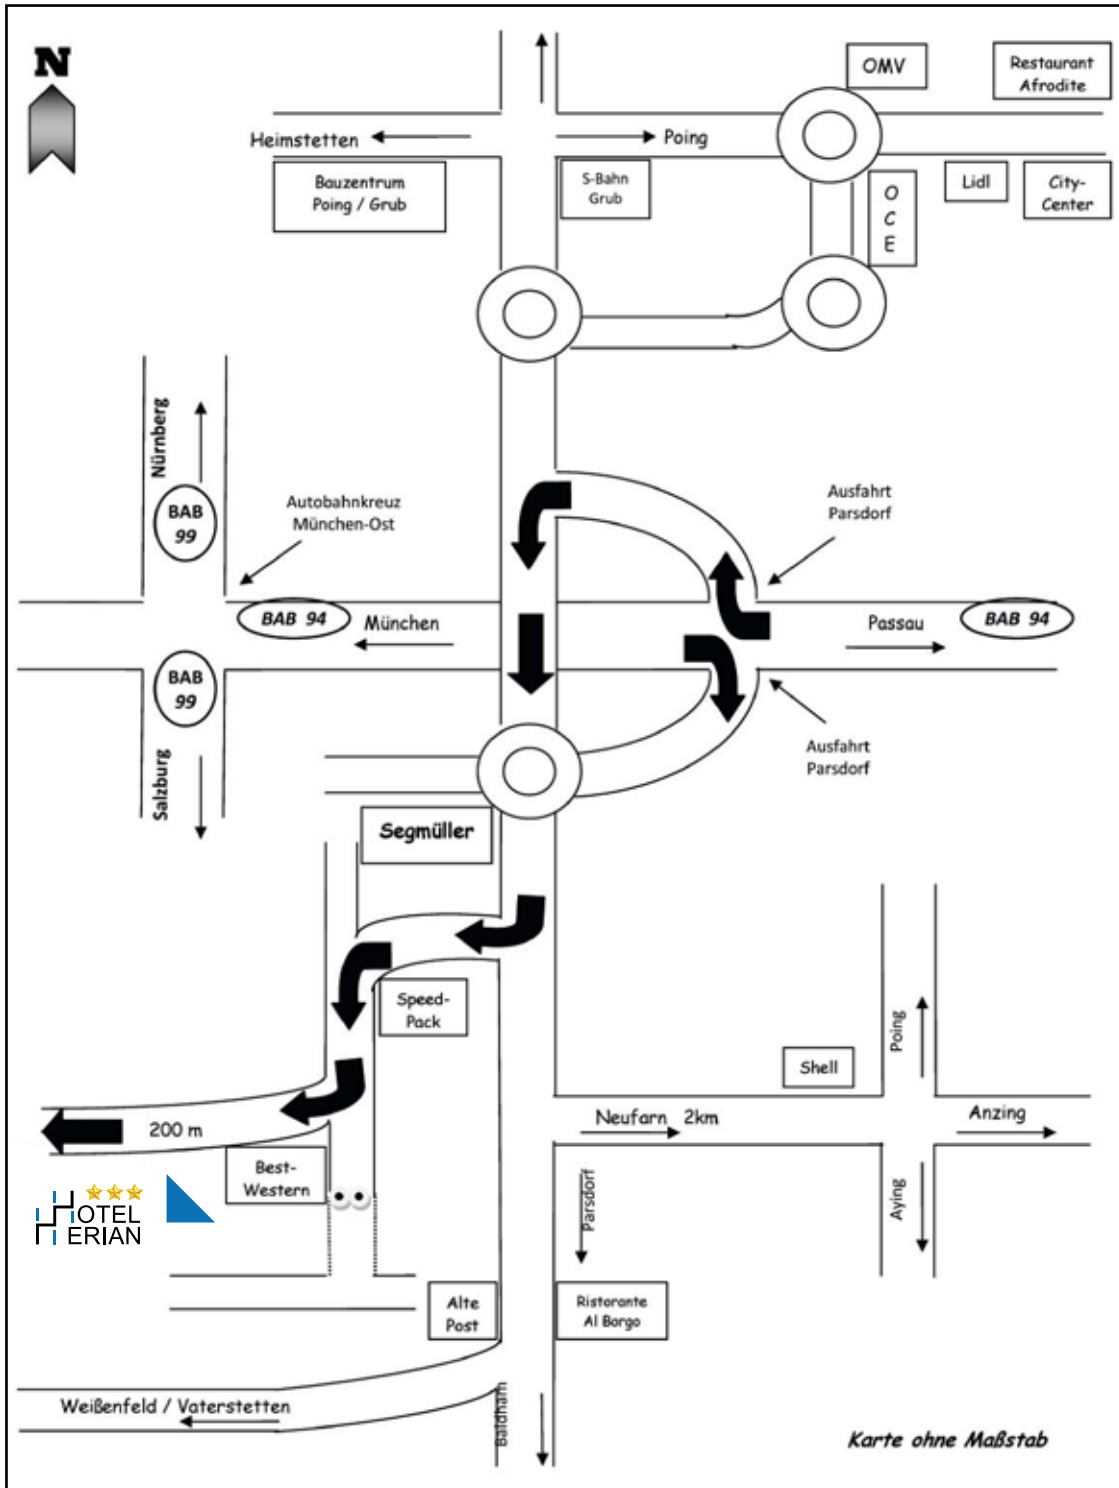 N
OMV
Restaurant
Afrodite
Heimstetten
Poing
Bauzentrum
Poing / Grub
S-Bahn
Grub
O
C
E
Lidl
City-
Center
Nürnberg
BAB
99
Autobahnkreuz
München-Ost
Ausfahrt
Parsdorf
BAB 94
München
Passau
BAB 94
BAB
99
Salzburg
Ausfahrt
Parsdorf
Segmüller
Speed-
Pack
Poing
Shell
200 m
Neufarn 2km
Anzing
Best-
Western
Parsdorf
Aying
HOTEL
HERIAN
Alte
Post
Ristorante
Al Borgo
Weißenfeld / Vaterstetten
Baldham
Karte ohne Maßstab